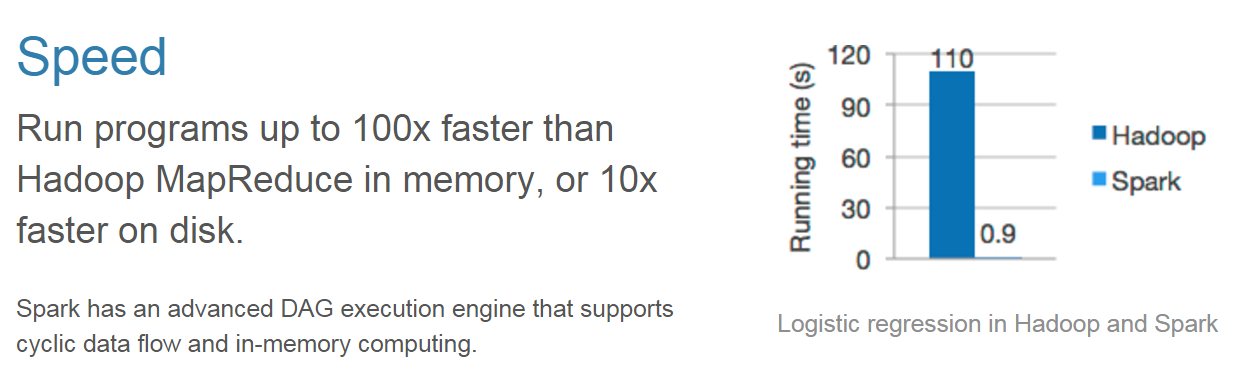 Speed
Run programs up to 100x faster than
Hadoop MapReduce in memory, or 10x
faster on disk.
Spark has an advanced DAG execution engine that supports
cyclic data flow and in-memory computing.
Running time (s)
120
90
60
30
0
110
0.9
Hadoop
Spark
Logistic regression in Hadoop and Spark